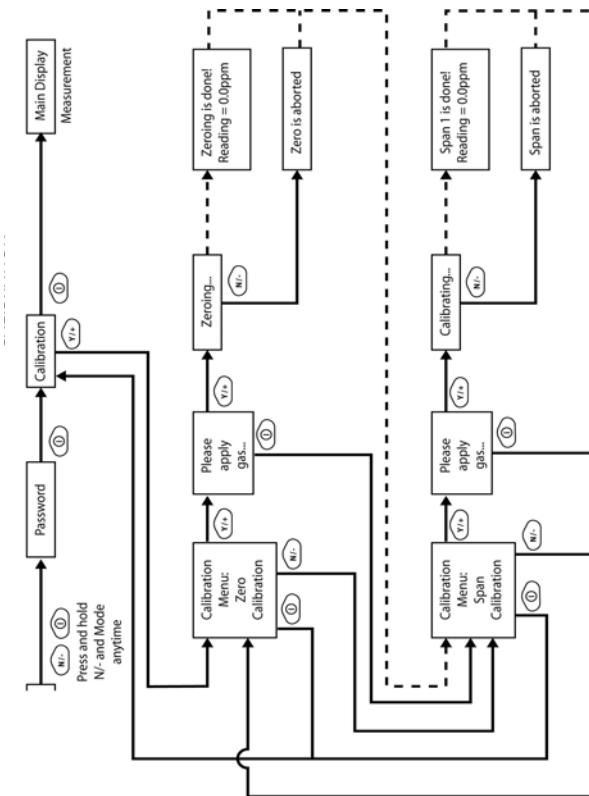 N/-
Press and hold
N/- and Mode
anytime
Password
Calibration
Y/+
Main Display
Measurement
Calibration
Menu:
Zero
Calibration
Y/+
N/-
Please
apply
gas...
Y/+
Zeroing...
N/-
Zeroing is done!
Reading = 0.0ppm
Zero is aborted
Calibration
Menu:
Span
Calibration
Y/+
N/-
Please
apply
gas...
Y/+
Calibrating...
N/-
Span 1 is done!
Reading = 0.0ppm
Span is aborted